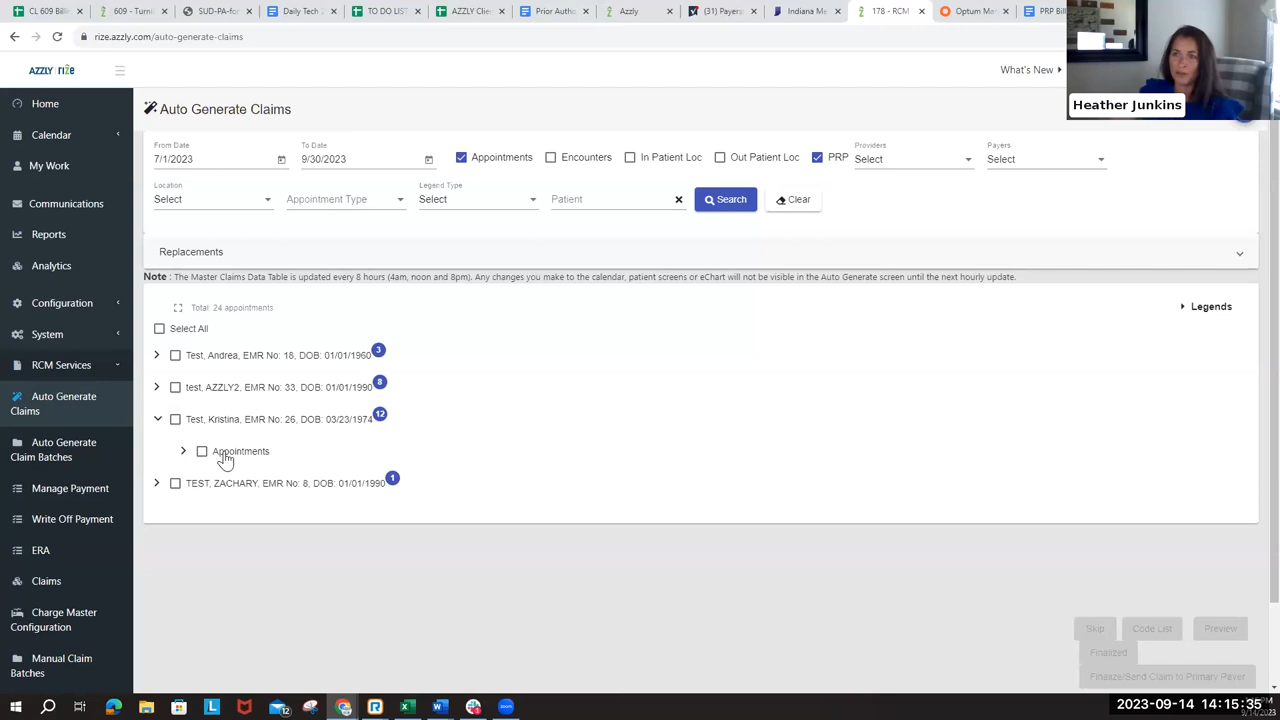 CL 609 Billing
609 - Turning
SUD-PA-for
Daily Tech
TO DO LIST
AZZLY Clie
Prior Autho
Azzly
(31) Payers
Indiana Me
178 - RCM
Optum Ma
PRP Bill
rize.azzly.com/auto-generate-claims
AZZLY rize
What's New
Heather Junkins
Home
Calendar
My Work
Communications
Reports
Analytics
Configuration
System
RCM Services
Auto Generate
Claims
Auto Generate
Claim Batches
Manage Payment
Write Off Payment
ERA
Claims
Charge Master
Configuration
Manual Claim
Batches
Auto Generate Claims
From Date
7/1/2023
To Date
9/30/2023
Appointments
Encounters
In Patient Loc
Out Patient Loc
PRP
Providers
Select
Payers
Select
Location
Select
Appointment Type
Legend Type
Select
Patient
Search
Clear
Replacements
Note : The Master Claims Data Table is updated every 8 hours (4am, noon and 8pm). Any changes you make to the calendar, patient screens or eChart will not be visible in the Auto Generate screen until the next hourly update.
Total: 24 appointments
Legends
Select All
Test, Andrea, EMR No: 18, DOB: 01/01/1960 3
test, AZZLY2, EMR No: 33, DOB: 01/01/1990 8
Test, Kristina, EMR No: 26, DOB: 03/23/1974 12
Appointments
TEST, ZACHARY, EMR No: 8, DOB: 01/01/1990 1
Skip
Code List
Preview
Finalized
Finalize/Send Claim to Primary Payer
2023-09-14 14:15:35